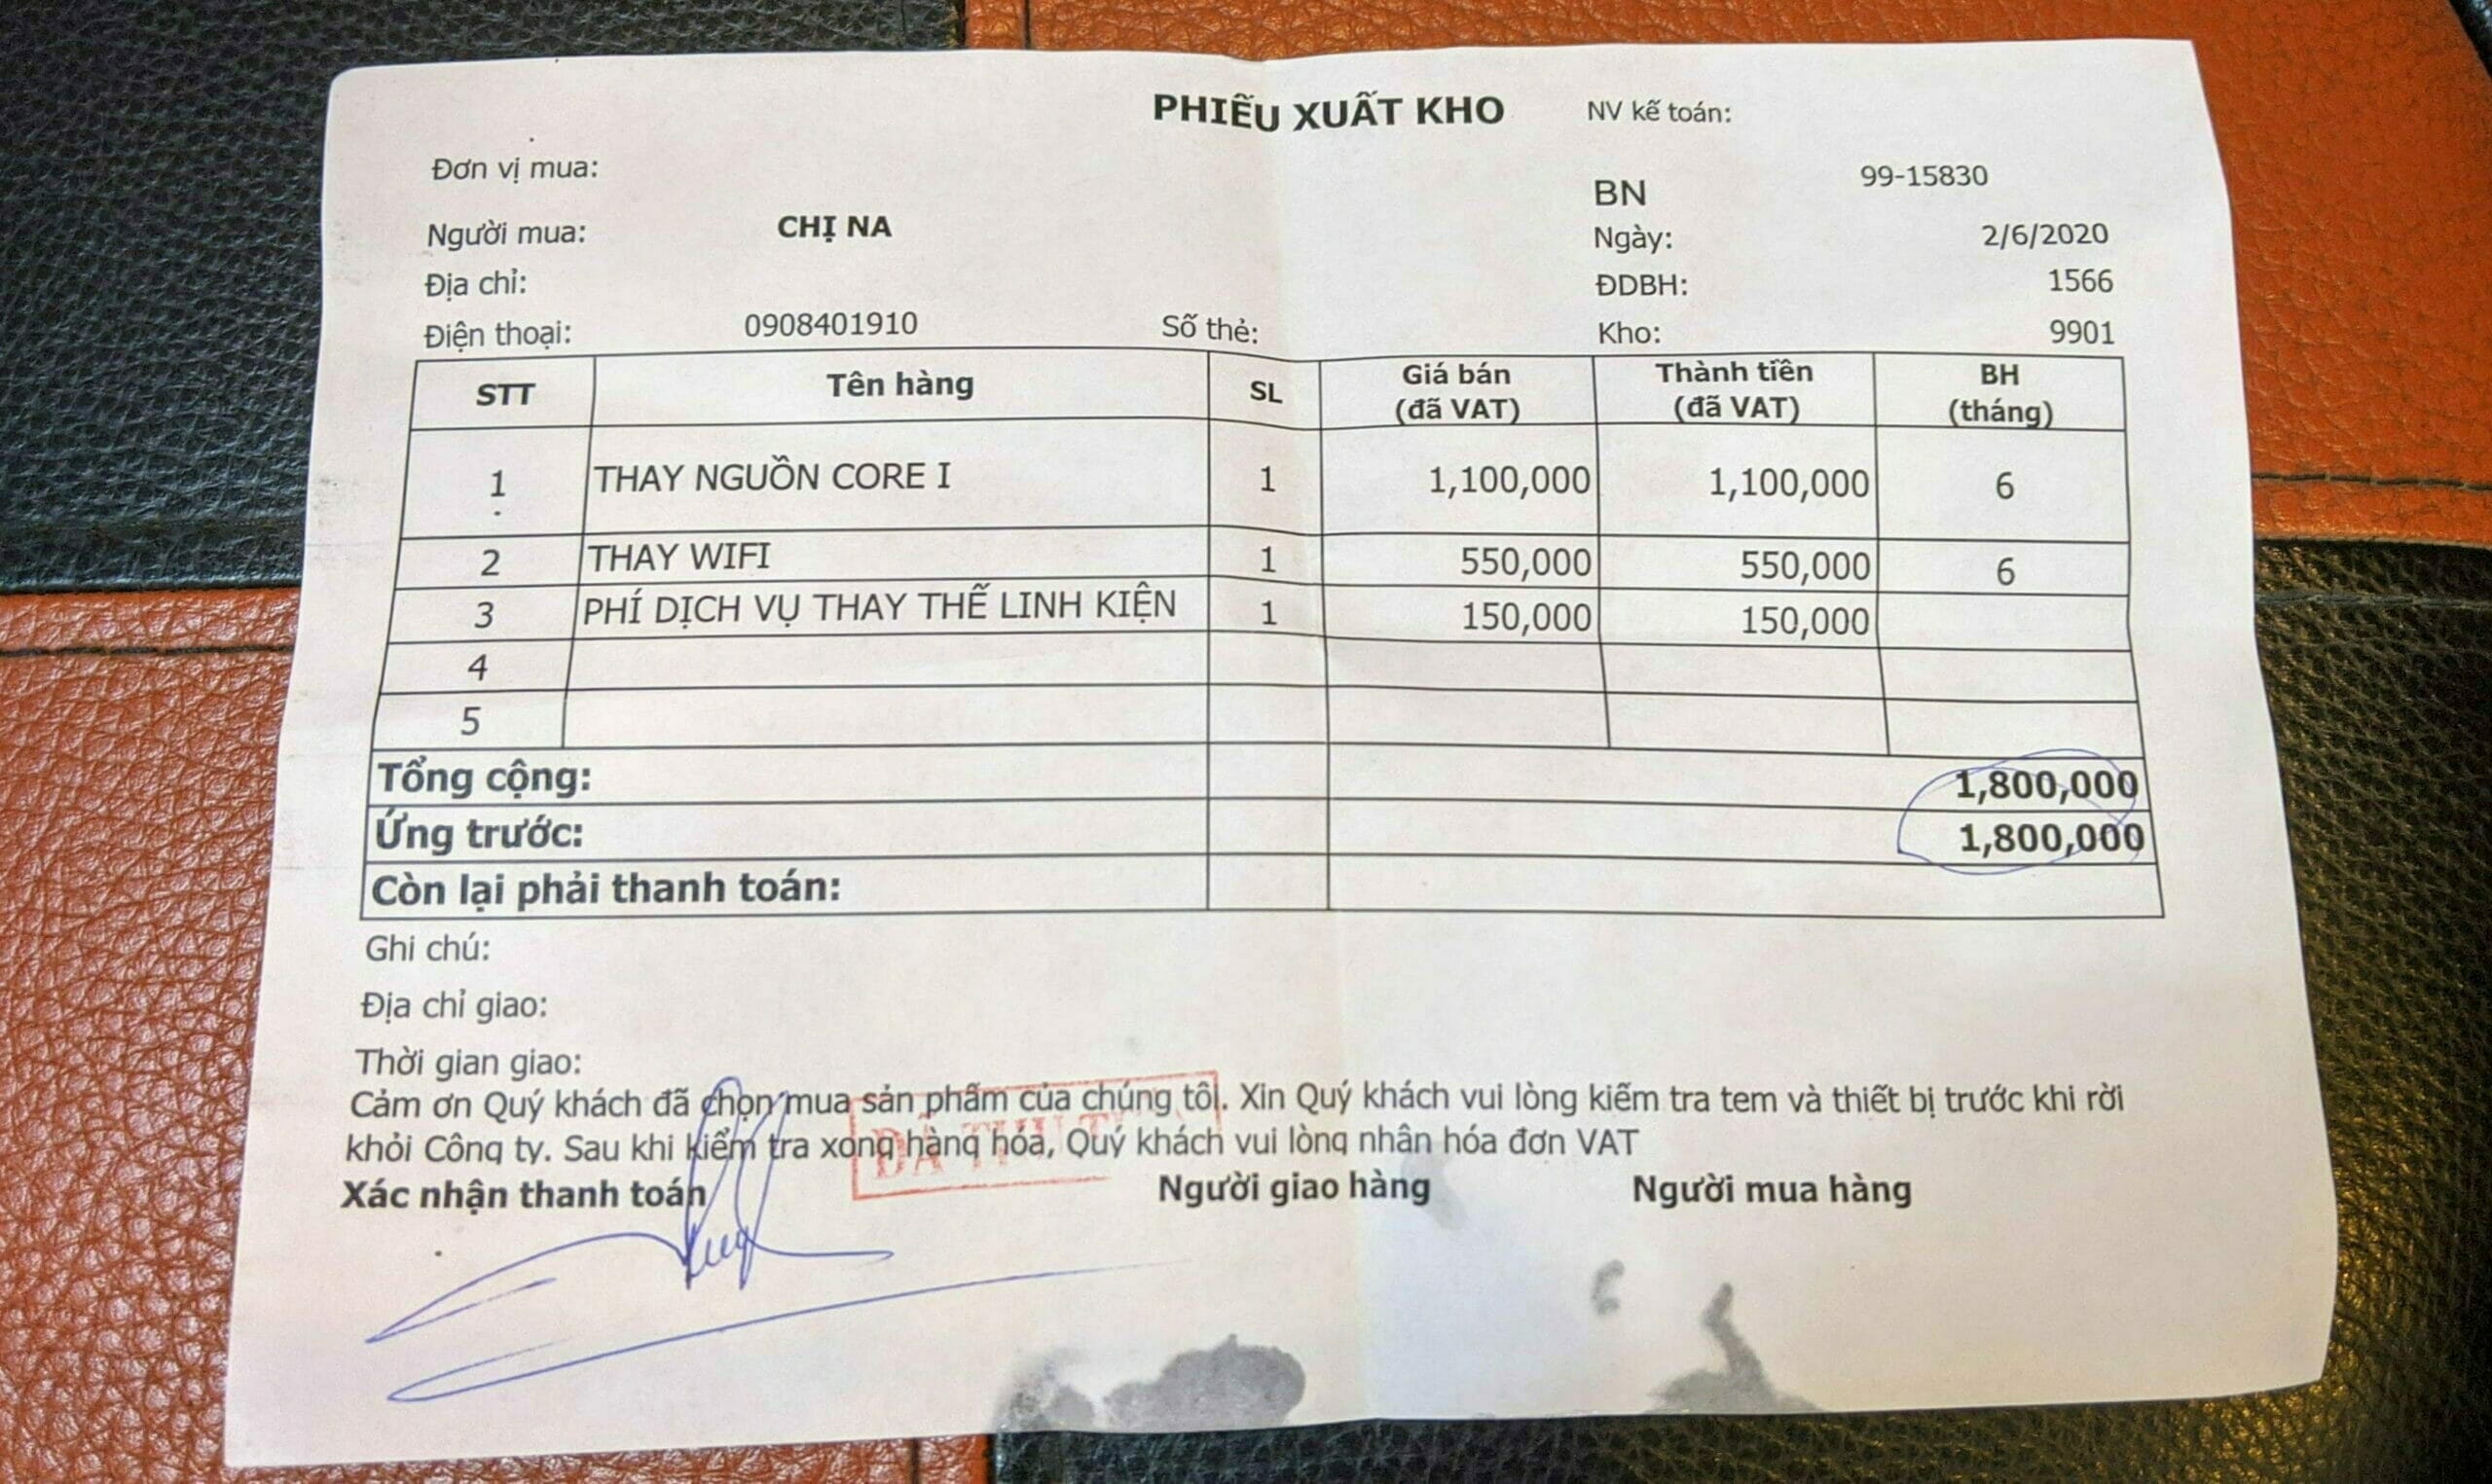 PHIẾU XUẤT KHO NV kế toán:
Đơn vị mua: BN 99-15830
Người mua: CHỊ NA Ngày: 2/6/2020
Địa chỉ: ĐDBH: 1566
Điện thoại: 0908401910 Số thẻ: Kho: 9901
STT Tên hàng SL Giá bán (đã VAT) Thành tiền (đã VAT) BH (tháng)
1 THAY NGUỒN CORE I 1 1,100,000 1,100,000 6
2 THAY WIFI 1 550,000 550,000 6
3 PHÍ DỊCH VỤ THAY THẾ LINH KIỆN 1 150,000 150,000
4
5
Tổng cộng: 1,800,000
Ứng trước: 1,800,000
Còn lại phải thanh toán:
Ghi chú:
Địa chỉ giao:
Thời gian giao:
Cảm ơn Quý khách đã chọn mua sản phẩm của chúng tôi. Xin Quý khách vui lòng kiểm tra tem và thiết bị trước khi rời
khỏi Công ty. Sau khi kiểm tra xong hàng hóa, Quý khách vui lòng nhận hóa đơn VAT
ĐÃ THU
Xác nhận thanh toán Người giao hàng Người mua hàng